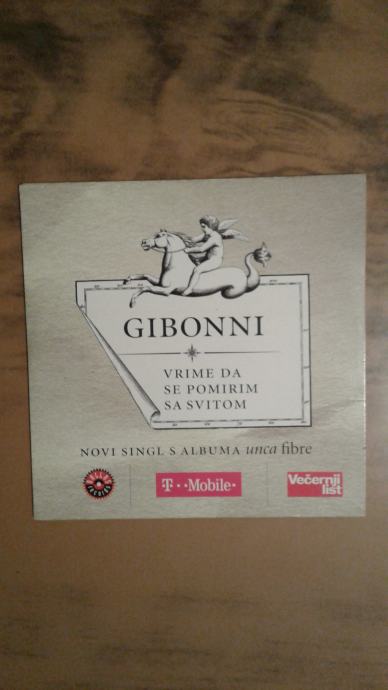 GIBONNI
VRIME DA
SE POMIRIM
SA SVITOM
NOVI SINGL S ALBUMA unca fibre
T··Mobile·
Večernji
list